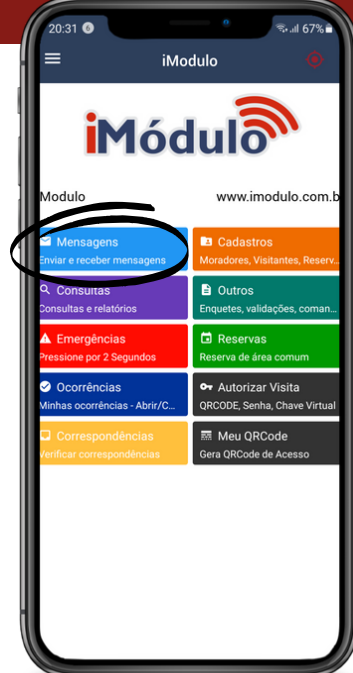 20:31 6 67%
iModulo
iMódulo
Modulo www.imodulo.com.b
Mensagens
Enviar e receber mensagens
Cadastros
Moradores, Visitantes, Reserv...
Consultas
Consultas e relatórios
Outros
Enquetes, validações, coman...
Emergências
Pressione por 2 Segundos
Reservas
Reserva de área comum
Ocorrências
Minhas ocorrências - Abrir/C...
Autorizar Visita
QRCODE, Senha, Chave Virtual
Correspondências
Verificar correspondências
Meu QRCode
Gera QRCode de Acesso